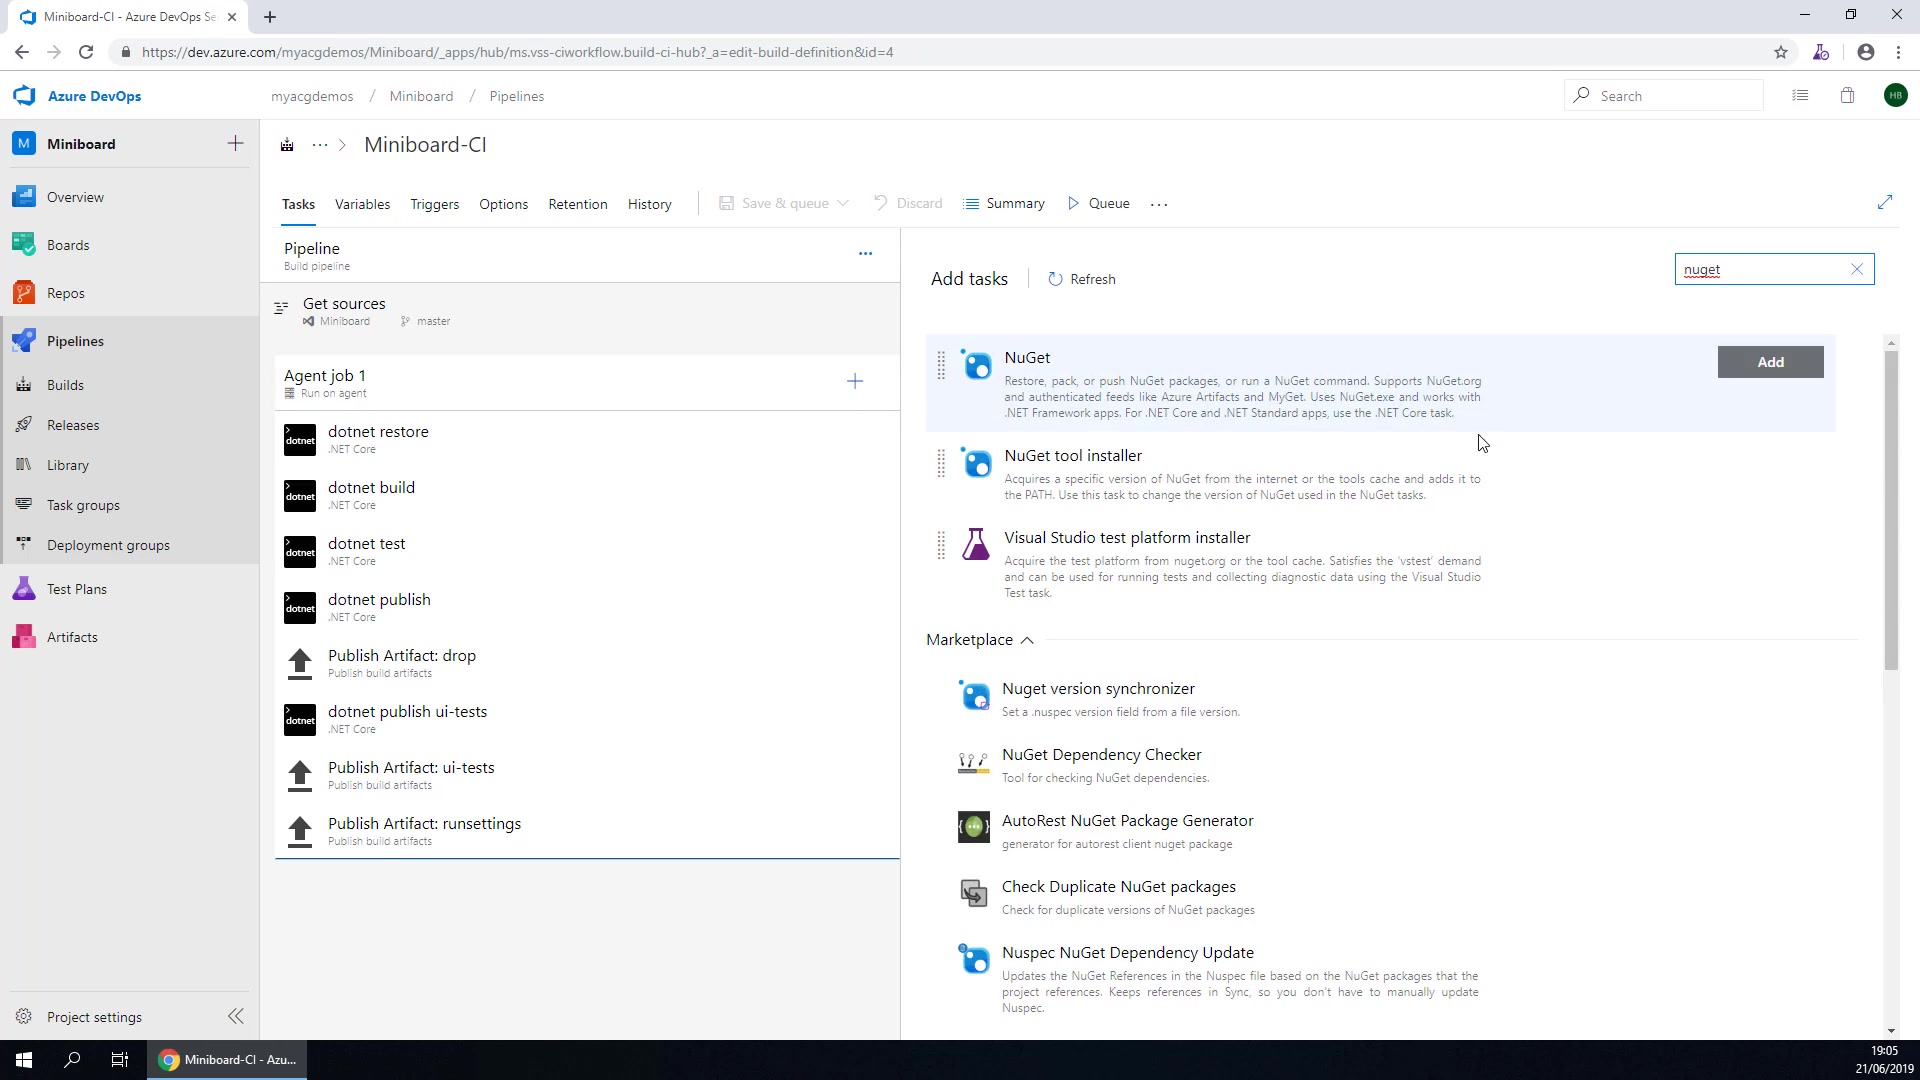 Miniboard-CI - Azure DevOps Se
https://dev.azure.com/myacgdemos/Miniboard/_apps/hub/ms.vss-ciworkflow.build-ci-hub?_a=edit-build-definition&id=4
Azure DevOps
myacgdemos / Miniboard / Pipelines
Search
HB
M Miniboard
Overview
Boards
Repos
Pipelines
Builds
Releases
Library
Task groups
Deployment groups
Test Plans
Artifacts
Project settings
... > Miniboard-CI
Tasks Variables Triggers Options Retention History Save & queue Discard Summary Queue ...
Pipeline
Build pipeline
Get sources
Miniboard master
Agent job 1
Run on agent
dotnet dotnet restore
.NET Core
dotnet dotnet build
.NET Core
dotnet dotnet test
.NET Core
dotnet dotnet publish
.NET Core
Publish Artifact: drop
Publish build artifacts
dotnet dotnet publish ui-tests
.NET Core
Publish Artifact: ui-tests
Publish build artifacts
Publish Artifact: runsettings
Publish build artifacts
Add tasks Refresh
nuget
NuGet
Restore, pack, or push NuGet packages, or run a NuGet command. Supports NuGet.org
and authenticated feeds like Azure Artifacts and MyGet. Uses NuGet.exe and works with
.NET Framework apps. For .NET Core and .NET Standard apps, use the .NET Core task.
Add
NuGet tool installer
Acquires a specific version of NuGet from the internet or the tools cache and adds it to
the PATH. Use this task to change the version of NuGet used in the NuGet tasks.
Visual Studio test platform installer
Acquire the test platform from nuget.org or the tool cache. Satisfies the 'vstest' demand
and can be used for running tests and collecting diagnostic data using the Visual Studio
Test task.
Marketplace
Nuget version synchronizer
Set a .nuspec version field from a file version.
NuGet Dependency Checker
Tool for checking NuGet dependencies.
AutoRest NuGet Package Generator
generator for autorest client nuget package
Check Duplicate NuGet packages
Check for duplicate versions of NuGet packages
Nuspec NuGet Dependency Update
Updates the NuGet References in the Nuspec file based on the NuGet packages that the
project references. Keeps references in Sync, so you don't have to manually update
Nuspec.
Miniboard-CI - Azu...
19:05
21/06/2019